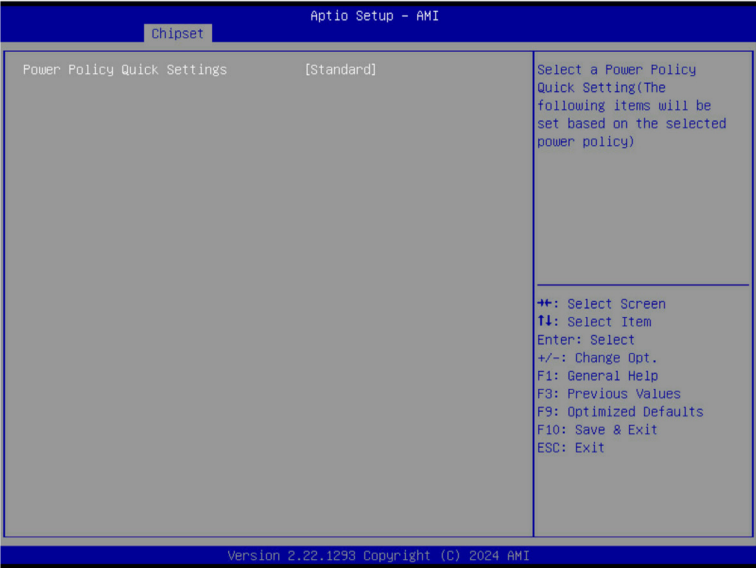 Aptio Setup – AMI
Chipset
Power Policy Quick Settings [Standard]
Select a Power Policy
Quick Setting(The
following items will be
set based on the selected
power policy)
→←: Select Screen
↑↓: Select Item
Enter: Select
+/-: Change Opt.
F1: General Help
F3: Previous Values
F9: Optimized Defaults
F10: Save & Exit
ESC: Exit
Version 2.22.1293 Copyright (C) 2024 AMI